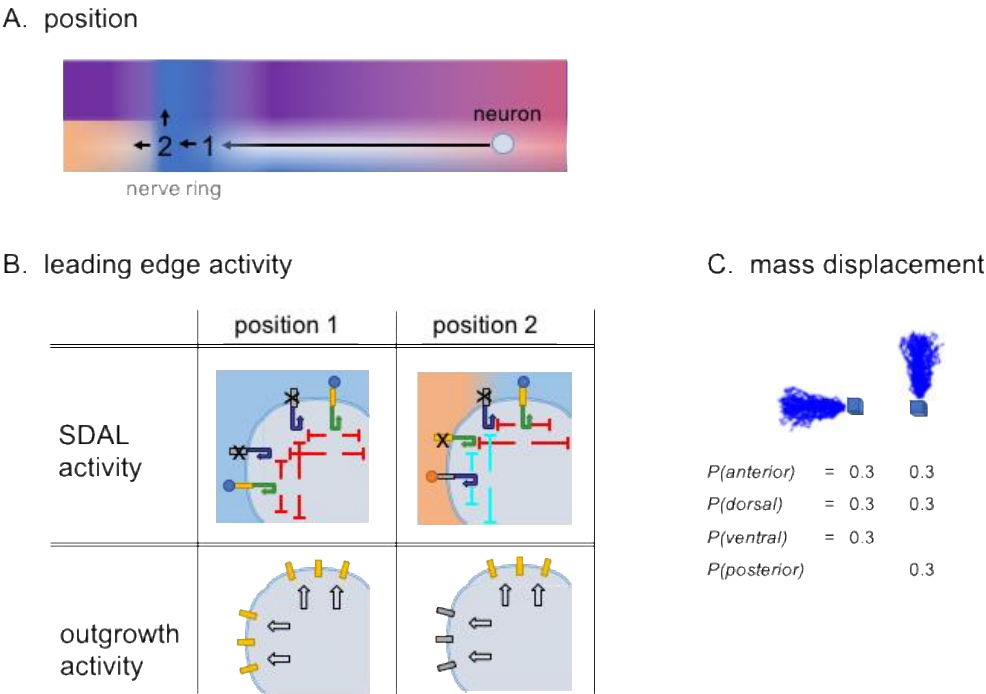 A. position
neuron
2 1
nerve ring
B. leading edge activity
C. mass displacement
position 1 position 2
SDAL
activity
X X X X
outgrowth
activity
P(anterior) = 0.3 0.3
P(dorsal) = 0.3 0.3
P(ventral) = 0.3
P(posterior) 0.3